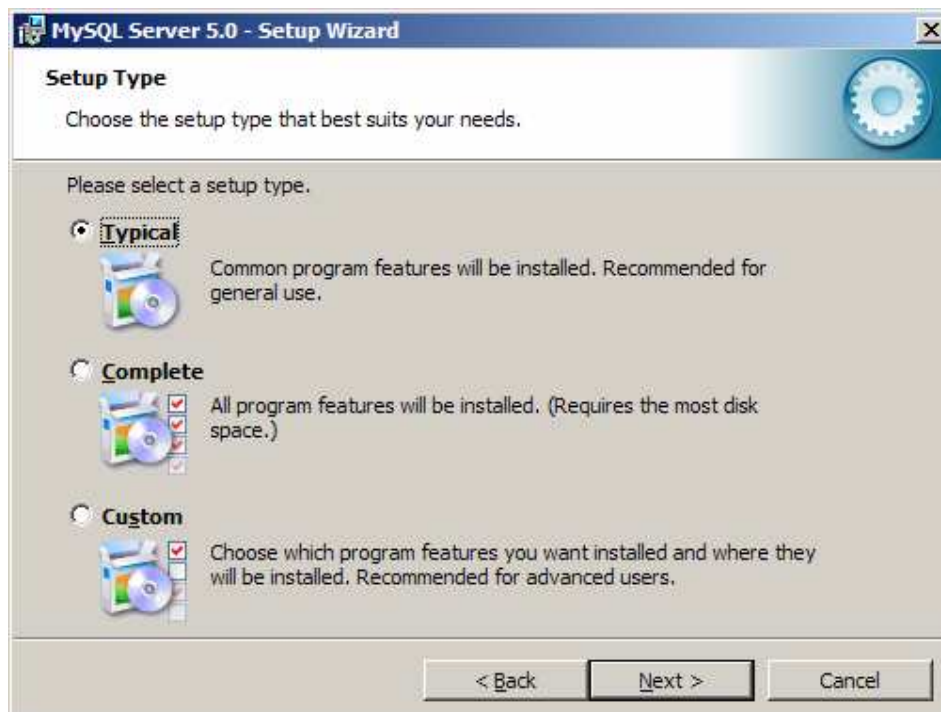 MySQL Server 5.0 - Setup Wizard
Setup Type
Choose the setup type that best suits your needs.
Please select a setup type.
Typical
Common program features will be installed. Recommended for
general use.
Complete
All program features will be installed. (Requires the most disk
space.)
Custom
Choose which program features you want installed and where they
will be installed. Recommended for advanced users.
< Back
Next >
Cancel